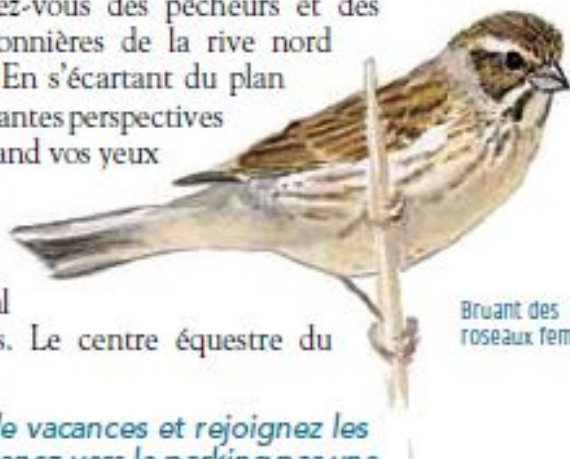 ez-vous des pêcheurs et des
onnières de la rive nord
En s'écartant du plan
antes perspectives
and vos yeux
al
s. Le centre équestre du
Bruant des
roseaux fem
le vacances et rejoignez les